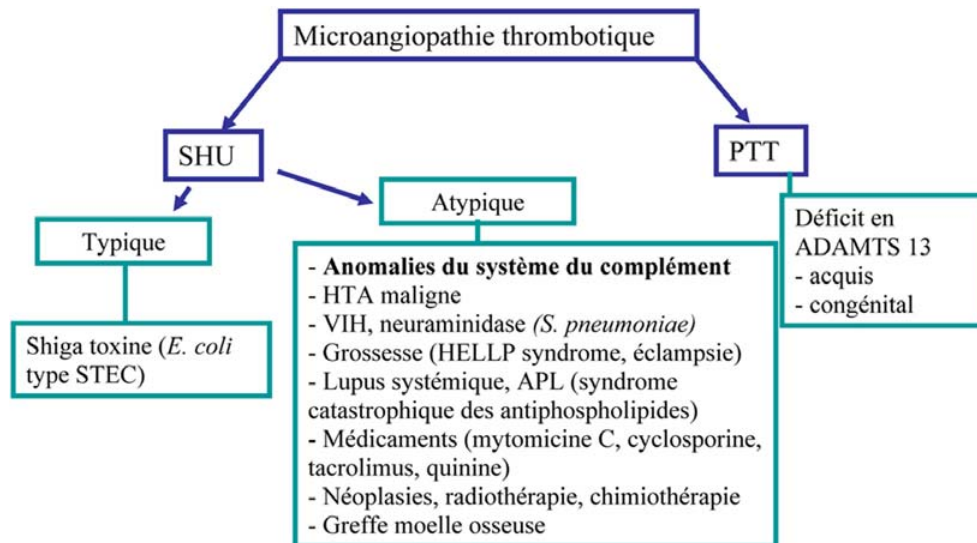 Microangiopathie thrombotique
SHU
PTT
Atypique
Typique
Déficit en
ADAMTS 13
- acquis
- congénital
- Anomalies du système du complément
- HTA maligne
- VIH, neuraminidase (S. pneumoniae)
- Grossesse (HELLP syndrome, éclampsie)
- Lupus systémique, APL (syndrome
catastrophique des antiphospholipides)
- Médicaments (mytomicine C, cyclosporine,
tacrolimus, quinine)
- Néoplasies, radiothérapie, chimiothérapie
- Greffe moelle osseuse
Shiga toxine (E. coli
type STEC)